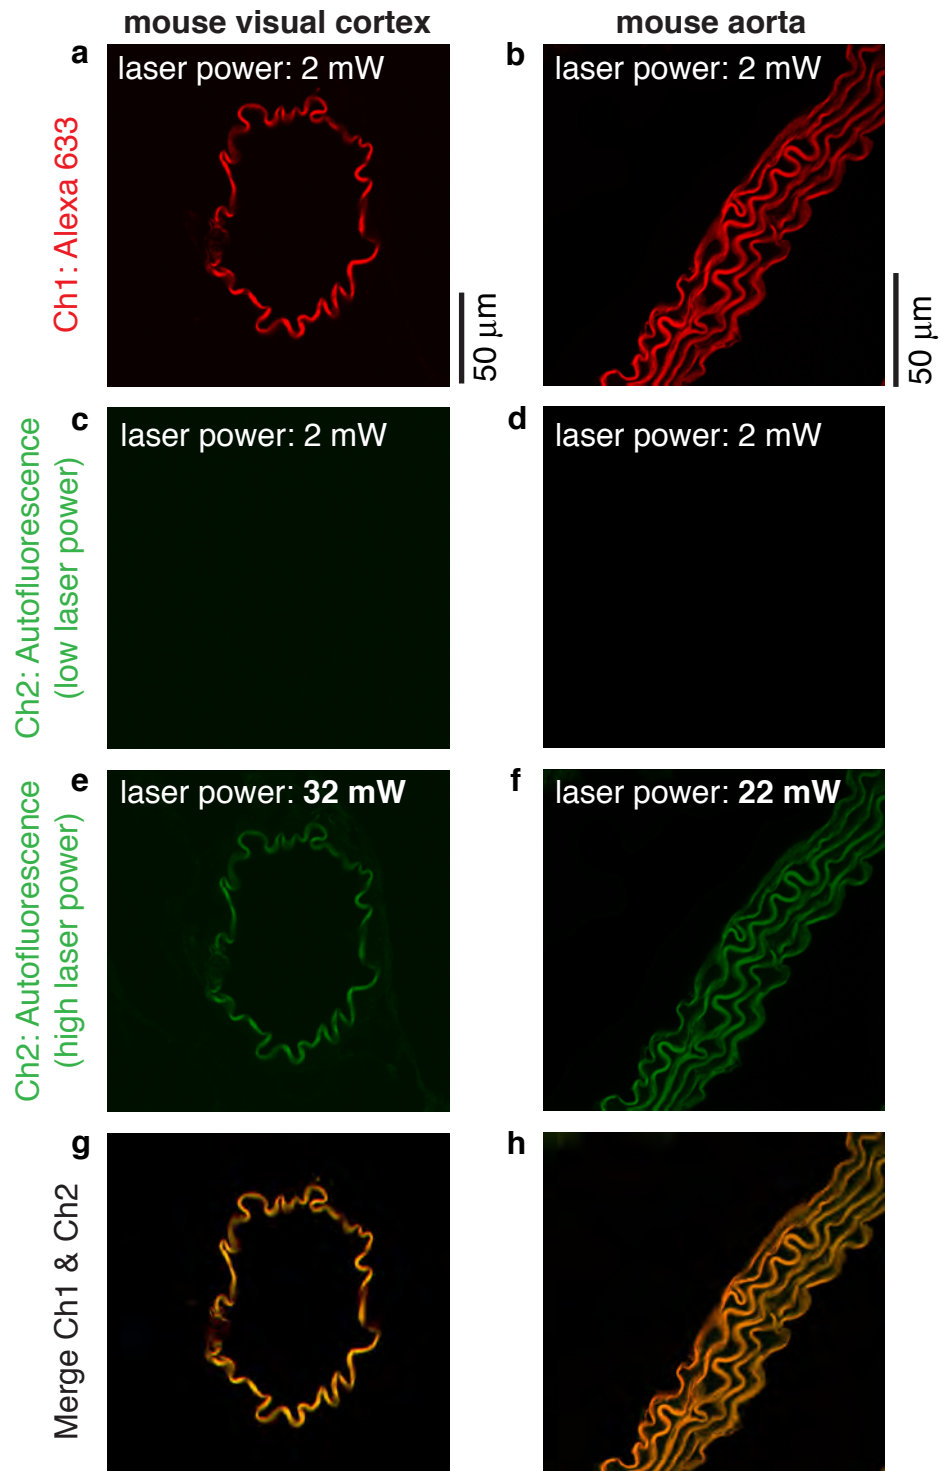 mouse visual cortex
mouse aorta
a
laser power: 2 mW
b
laser power: 2 mW
Ch1: Alexa 633
50 μm
50 μm
c
laser power: 2 mW
d
laser power: 2 mW
Ch2: Autofluorescence
(low laser power)
e
laser power: 32 mW
f
laser power: 22 mW
Ch2: Autofluorescence
(high laser power)
g
h
Merge Ch1 & Ch2